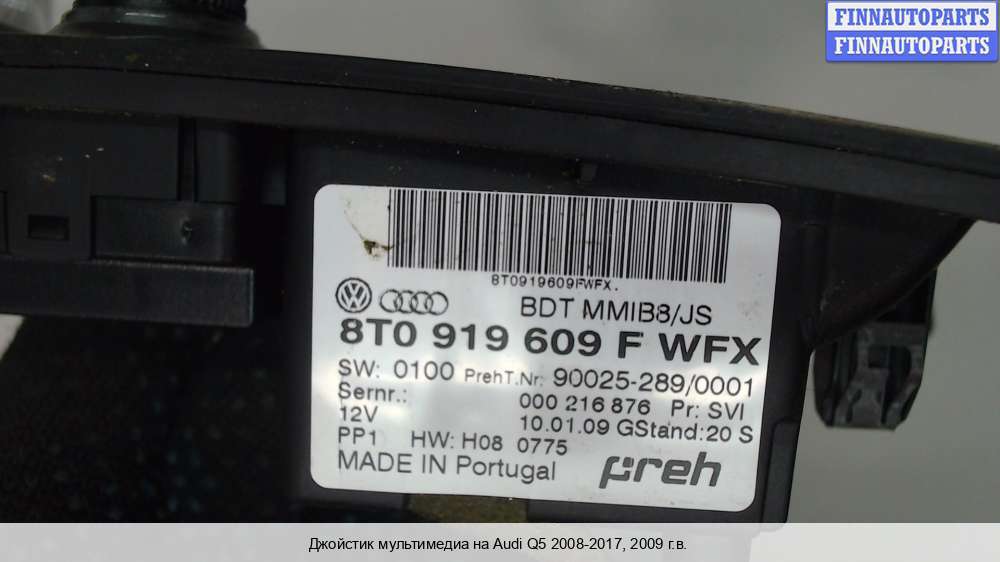 FINNAUTOPARTS
FINNAUTOPARTS
8T0919609FWFX.
BDT MMIB8/JS
8T0 919 609 F WFX
SW: 0100 PrehT.Nr: 90025-289/0001
Sernr.: 000 216 876 Pr: SVI
12V 10.01.09 GStand: 20 S
PP1 HW: H08 0775
MADE IN Portugal preh
Джойстик мультимедиа на Audi Q5 2008-2017, 2009 г.в.